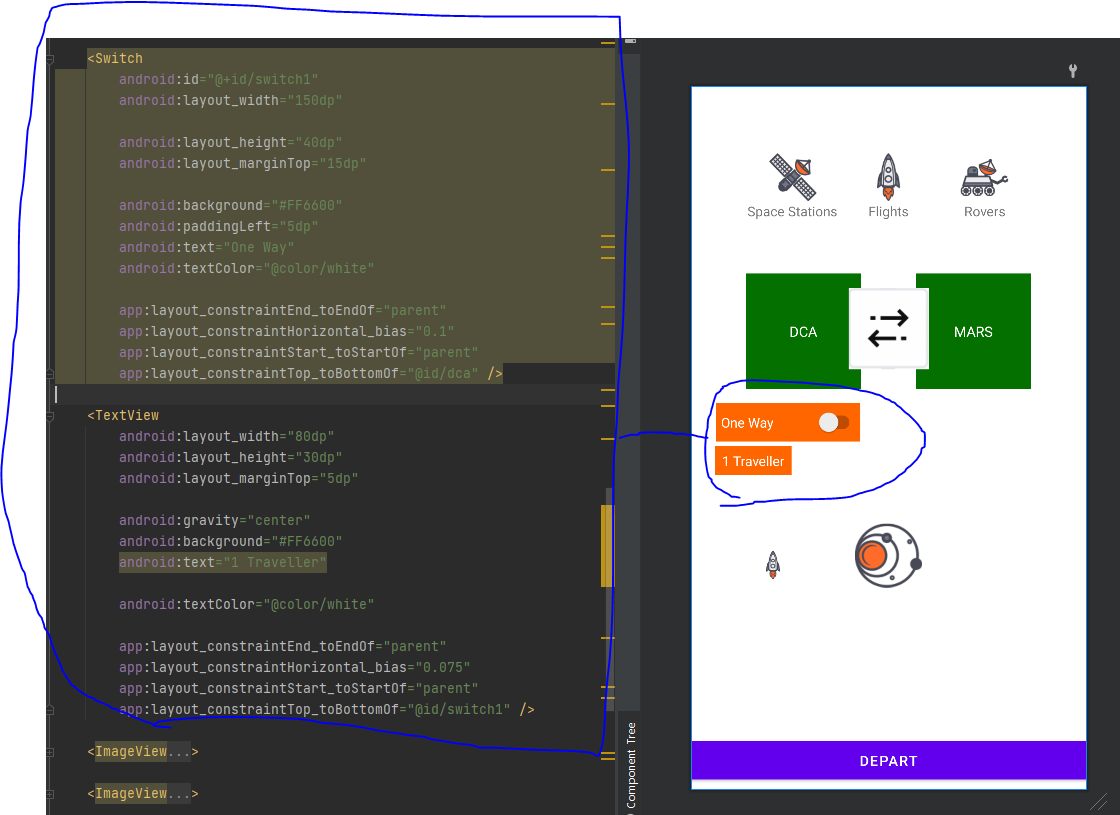 <Switch
android:id="@+id/switch1"
android:layout_width="150dp"
android:layout_height="40dp"
android:layout_marginTop="15dp"
android:background="#FF6600"
android:paddingLeft="5dp"
android:text="One Way"
android:textColor="@color/white"
app:layout_constraintEnd_toEndOf="parent"
app:layout_constraintHorizontal_bias="0.1"
app:layout_constraintStart_toStartOf="parent"
app:layout_constraintTop_toBottomOf="@id/dca" />
<TextView
android:layout_width="80dp"
android:layout_height="30dp"
android:layout_marginTop="5dp"
android:gravity="center"
android:background="#FF6600"
android:text="1 Traveller"
android:textColor="@color/white"
app:layout_constraintEnd_toEndOf="parent"
app:layout_constraintHorizontal_bias="0.075"
app:layout_constraintStart_toStartOf="parent"
app:layout_constraintTop_toBottomOf="@id/switch1" />
<ImageView...>
<ImageView...>
Component Tree
Space Stations Flights Rovers
DCA MARS
One Way
1 Traveller
DEPART